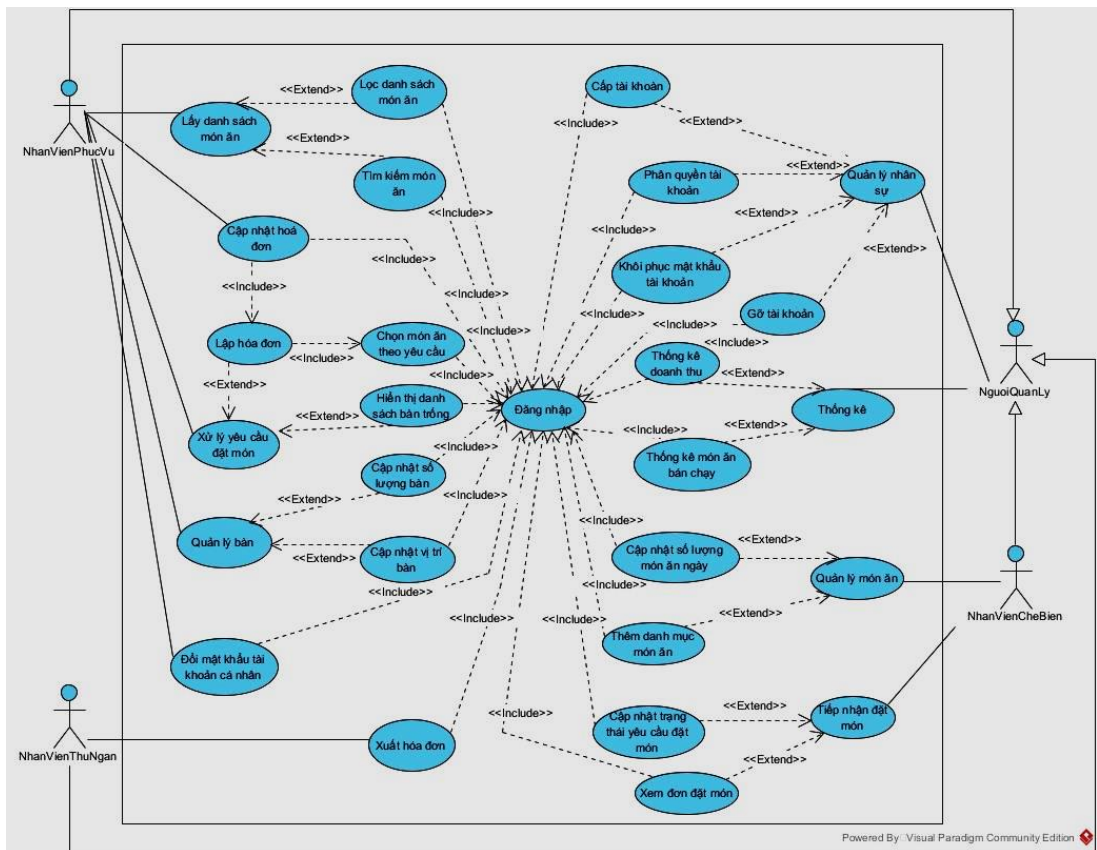 Lọc danh sách
món ăn
<<Extend>>
Lấy danh sách
món ăn
NhanVienPhucVu
<<Extend>>
Tìm kiếm món
ăn
<<Include>>
Cập nhật hoá
đơn
<<Include>>
<<Include>>
<<Include>>
Lập hóa đơn
<<Include>>
Chọn món ăn
theo yêu cầu
<<Include>>
<<Extend>>
Hiển thị danh
sách bàn trống
<<Extend>>
Xử lý yêu cầu
đặt món
Cập nhật số
lượng bàn
<<Include>>
<<Extend>>
Quản lý bàn
<<Extend>>
Cập nhật vị trí
bàn
<<Include>>
<<Include>>
Đổi mật khẩu tài
khoản cá nhân
<<Include>>
NhanVienThuNgan
Xuất hóa đơn
Đăng nhập
Cấp tài khoản
<<Include>>
<<Extend>>
Phân quyền tài
khoản
<<Extend>>
Quản lý nhân
sự
<<Include>>
<<Extend>>
Khôi phục mật khẩu
tài khoản
<<Extend>>
<<Include>>
Gỡ tài khoản
<<Include>>
Thống kê
doanh thu
<<Extend>>
NguoiQuanLy
Thống kê
<<Include>>
<<Extend>>
Thống kê món ăn
bán chạy
<<Include>>
Cập nhật số lượng
món ăn ngày
<<Extend>>
Quản lý món ăn
NhanVienCheBien
<<Include>>
<<Extend>>
Thêm danh mục
món ăn
<<Include>>
Cập nhật trạng
thái yêu cầu đặt
món
<<Extend>>
Tiếp nhận đặt
món
<<Extend>>
Xem đơn đặt món
Powered By Visual Paradigm Community Edition